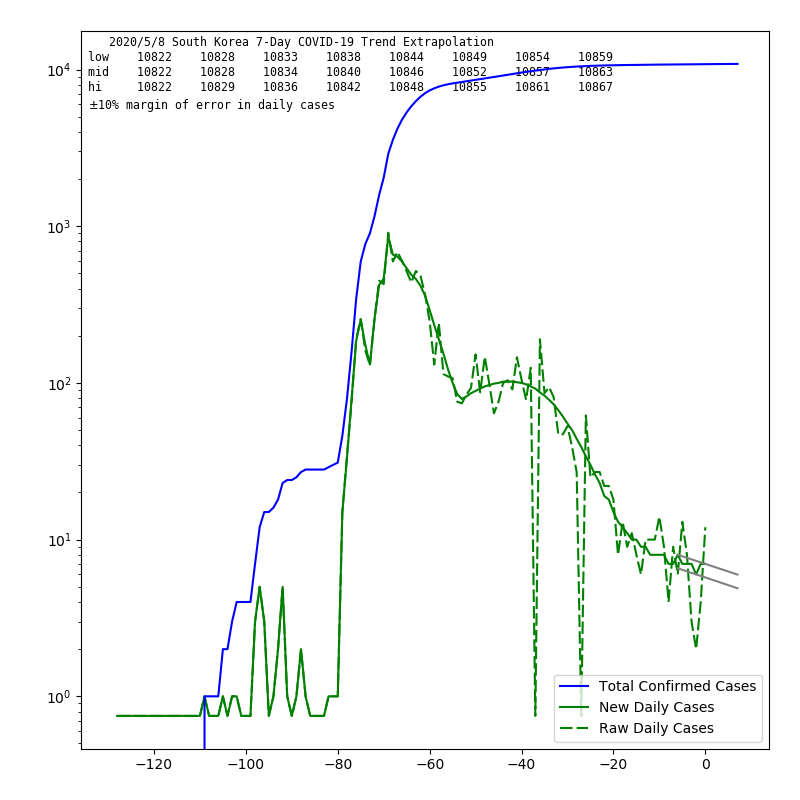 2020/5/8 South Korea 7-Day COVID-19 Trend Extrapolation
low 10822 10828 10833 10838 10844 10849 10854 10859
mid 10822 10828 10834 10840 10846 10852 10857 10863
hi 10822 10829 10836 10842 10848 10855 10861 10867
±10% margin of error in daily cases
10⁴
10³
10²
10¹
10⁰
Total Confirmed Cases
New Daily Cases
Raw Daily Cases
−120 −100 −80 −60 −40 −20 0